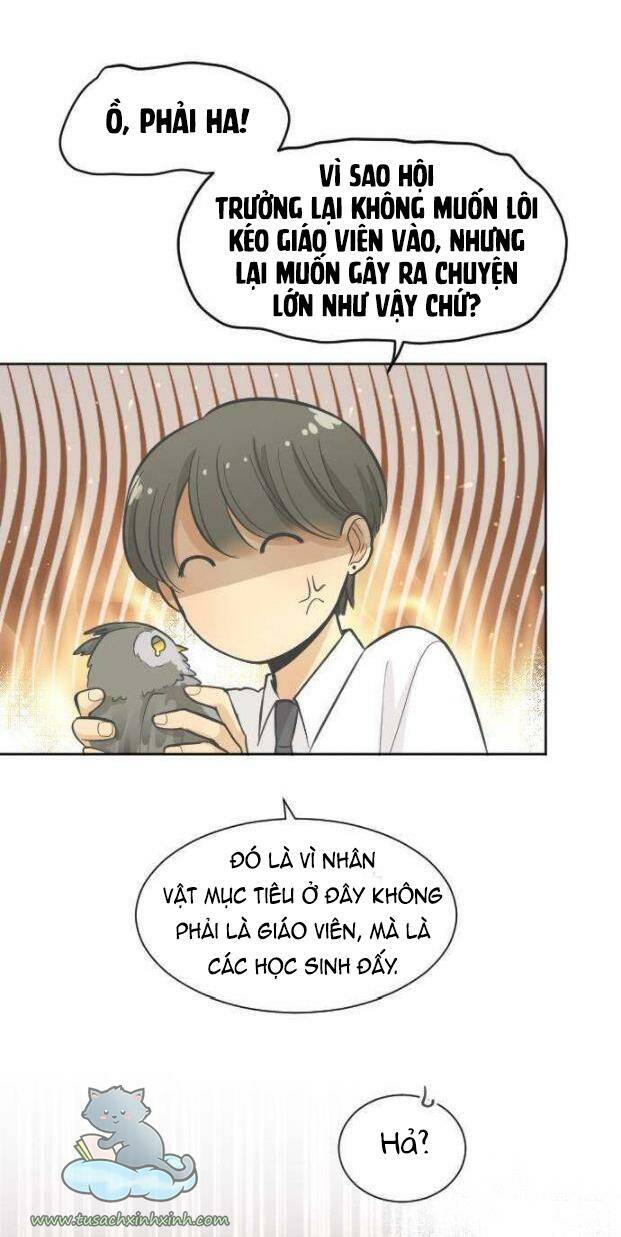 Ồ, PHẢI HA!
VÌ SAO HỘI
TRƯỞNG LẠI KHÔNG MUỐN LÔI
KÉO GIÁO VIÊN VÀO, NHƯNG
LẠI MUỐN GÂY RA CHUYỆN
LỚN NHƯ VẬY CHỨ?
ĐÓ LÀ VÌ NHÂN
VẬT MỤC TIÊU Ở ĐÂY KHÔNG
PHẢI LÀ GIÁO VIÊN, MÀ LÀ
CÁC HỌC SINH ĐẤY.
HẢ?
www.tusachxinhxinh.com